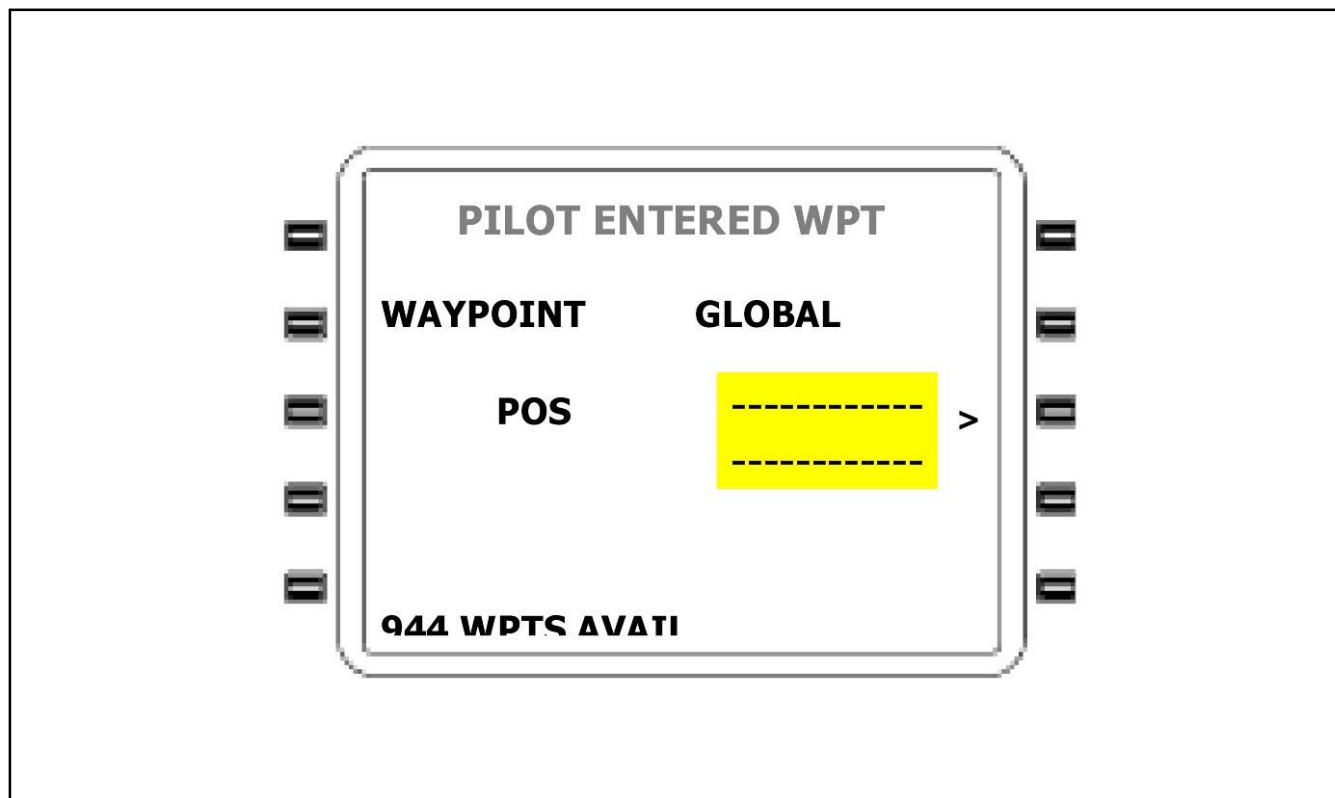 PILOT ENTERED WPT
WAYPOINT GLOBAL
POS ------------ >
------------
944 WPTS AVAIL